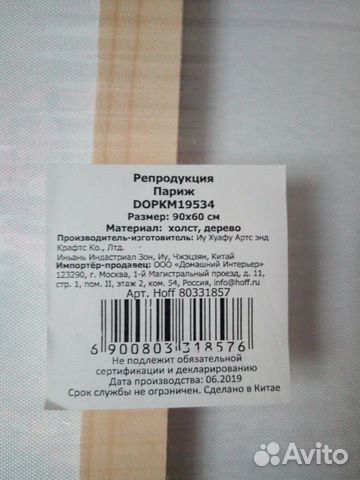 Репродукция
Париж
DOPKM19534
Размер: 90x60 см
Материал: холст, дерево
Производитель-изготовитель: Иу Хуафу Артс энд
Крафтс Ко., Лтд.
Иньань Индастриал Зон, Иу, Чжэцзян, Китай
Импортёр-продавец: ООО «Домашний Интерьер»
123290, г. Москва, 1-й Магистральный проезд, д. 11,
стр. 1, пом. II, этаж 2, ком. 54, Россия, info@hoff.ru
Арт. Hoff 80331857
6 900803 318576
Не подлежит обязательной
сертификации и декларированию
Дата производства: 06.2019
Срок службы не ограничен. Сделано в Китае
Avito